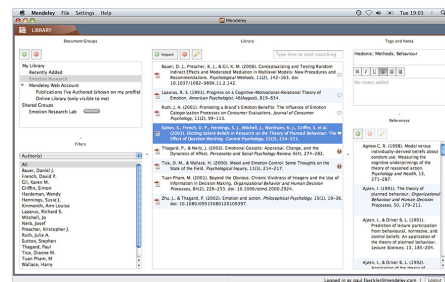 Mendeley File Settings Help
Tue 19:03
Mendeley
LIBRARY
Document Groups
Library
Tags and Notes
Import
Type here to start searching
Hedonic; Methods; Behaviour
My Library
Recently Added
Emotion Research
Mendeley Web Account
Publications I've Authored (shown on my profile)
Online Library (only visible to me)
Shared Groups
Emotion Research Lab
Filters
Author(s)
All
Bauer, Daniel J.
French, David P.
Gil, Karen M.
Griffin, Simon
Hardeman, Wendy
Hennings, Susie J.
Kinmonth, Ann Louise
Lazarus, Richard S.
Mitchell, Jo
Nerb, Josef
Preacher, Kristopher J.
Ruth, Julie A.
Sutton, Stephen
Thagard, Paul
Tice, Dianne M.
Tuan Pham, M
Wallace, Harry
Bauer, D. J., Preacher, K. J., & Gil, K. M. (2006). Conceptualizing and Testing Random
Indirect Effects and Moderated Mediation in Multilevel Models: New Procedures and
Recommendations. Psychological Methods, 11(2), 142-163. doi:
10.1037/1082-989X.11.2.142.
Lazarus, R. S. (1991). Progress on a Cognitive-Motivational-Relational Theory of
Emotion. American Psychologist, 46(August), 819-834.
Ruth, J. A. (2001). Promoting a Brand's Emotion Benefits: The Influence of Emotion
Categorization Processes on Consumer Evaluations. Journal of Consumer
Psychology, 11(2), 99-113.
Sutton, S., French, D. P., Hennings, S. J., Mitchell, J., Wareham, N. J., Griffin, S. et al.
(2003). Eliciting Salient Beliefs in Research on the Theory of Planned Behaviour: The
Effect of Question Wording. Current Psychology, 22(3), 234-251.
Thagard, P., & Nerb, J. (2002). Emotional Gestalts: Appraisal, Change, and the
Dynamics of Affect. Personality and Social Psychology Review, 6(4), 274-282.
Tice, D. M., & Wallace, H. (2000). Mood and Emotion Control: Some Thoughts on the
State of the Field. Psychological Inquiry, 11(3), 214-217.
Tuan Pham, M. (2001). Beyond the Obvious: Chronic Vividness of Imagery and the Use of
Information in Decision Making. Organizational Behavior and Human Decision
Zhu, J., & Thagard, P. (2002). Emotion and action. Philosophical Psychology, 15(1), 19-36.
doi: 10.1080/09515080120109397.
B I U S
No notes added
References
Agnew C, R. (1998). Modal versus
individually-derived beliefs about
condom use: Measuring the
cognitive underpinnings of the
theory of reasoned action.
Psychology and Health, 13,
271-287.
Ajzen, I. (1991). The theory of
planned behavior. Organizational
Behavior and Human Decision
Processes, 50, 179-211.
Ajzen, I., & Driver B, L. (1991).
Prediction of leisure participation
from behavioural, normative, and
control beliefs: An application of
the theory of planned behavior.
Leisure Sciences, 13, 185-204.
Ajzen, I., & Driver B, L. (1992).
Logged in as paul.foeckler@mendeley.com Logout